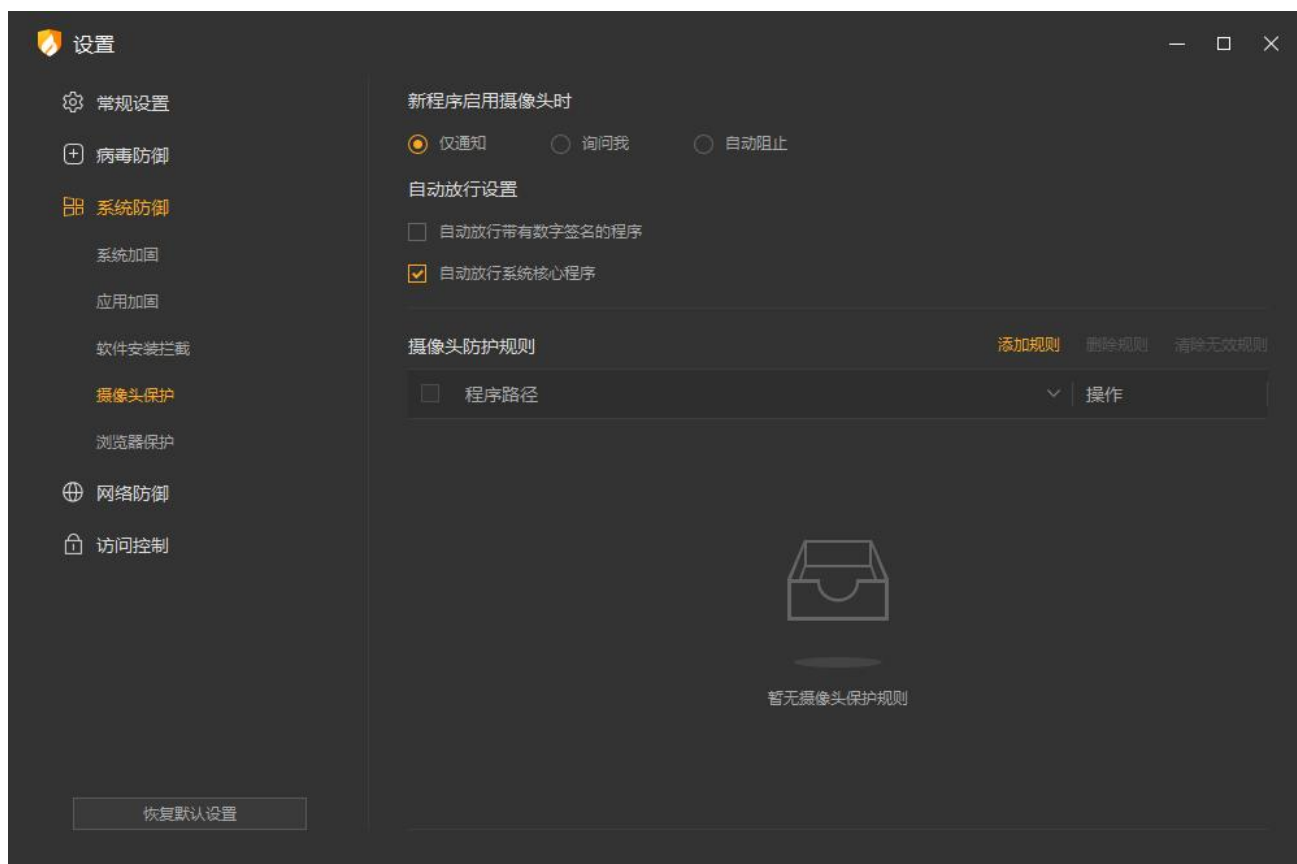 设置
常规设置
病毒防御
系统防御
系统加固
应用加固
软件安装拦截
摄像头保护
浏览器保护
网络防御
访问控制
恢复默认设置
新程序启用摄像头时
仅通知 询问我 自动阻止
自动放行设置
自动放行带有数字签名的程序
自动放行系统核心程序
摄像头防护规则 添加规则 删除规则 清除无效规则
程序路径 操作
暂无摄像头保护规则